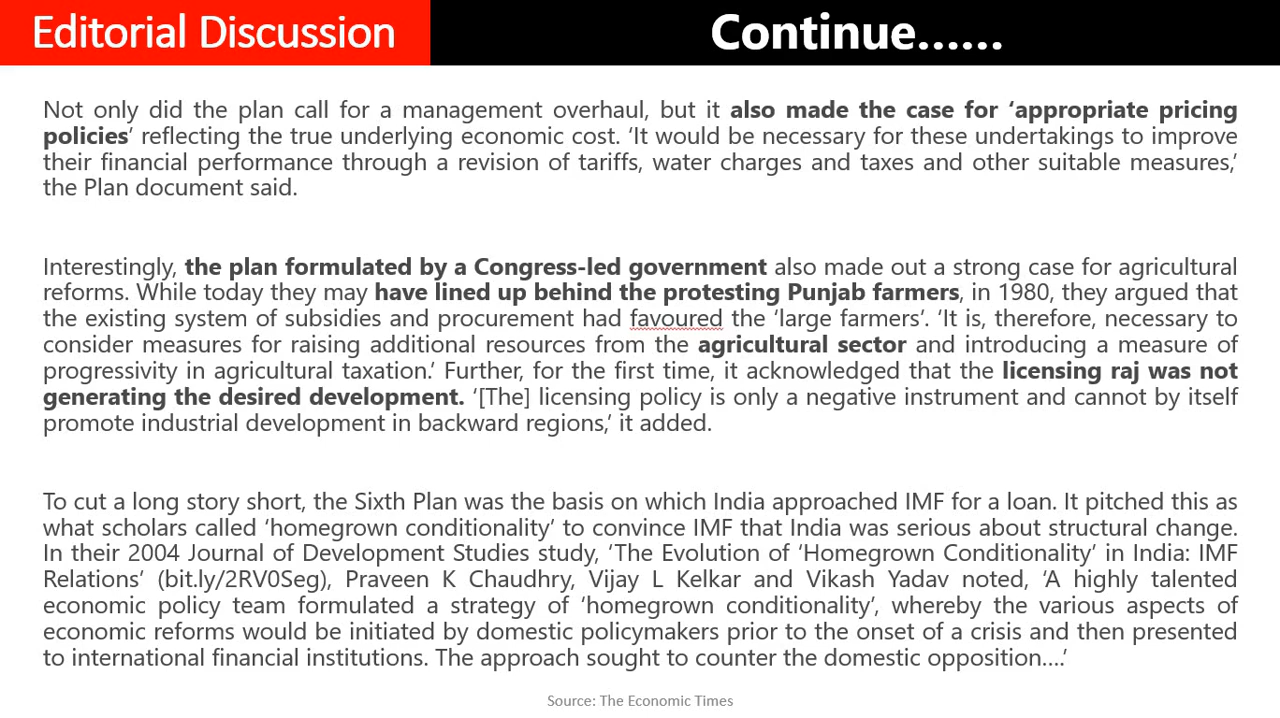 Editorial Discussion
Continue......
Not only did the plan call for a management overhaul, but it also made the case for ‘appropriate pricing
policies’ reflecting the true underlying economic cost. ‘It would be necessary for these undertakings to improve
their financial performance through a revision of tariffs, water charges and taxes and other suitable measures,’
the Plan document said.
Interestingly, the plan formulated by a Congress-led government also made out a strong case for agricultural
reforms. While today they may have lined up behind the protesting Punjab farmers, in 1980, they argued that
the existing system of subsidies and procurement had favoured the ‘large farmers’. ‘It is, therefore, necessary to
consider measures for raising additional resources from the agricultural sector and introducing a measure of
progressivity in agricultural taxation.’ Further, for the first time, it acknowledged that the licensing raj was not
generating the desired development. ‘[The] licensing policy is only a negative instrument and cannot by itself
promote industrial development in backward regions,’ it added.
To cut a long story short, the Sixth Plan was the basis on which India approached IMF for a loan. It pitched this as
what scholars called ‘homegrown conditionality’ to convince IMF that India was serious about structural change.
In their 2004 Journal of Development Studies study, ‘The Evolution of ‘Homegrown Conditionality’ in India: IMF
Relations’ (bit.ly/2RV0Seg), Praveen K Chaudhry, Vijay L Kelkar and Vikash Yadav noted, ‘A highly talented
economic policy team formulated a strategy of ‘homegrown conditionality’, whereby the various aspects of
economic reforms would be initiated by domestic policymakers prior to the onset of a crisis and then presented
to international financial institutions. The approach sought to counter the domestic opposition....’
Source: The Economic Times